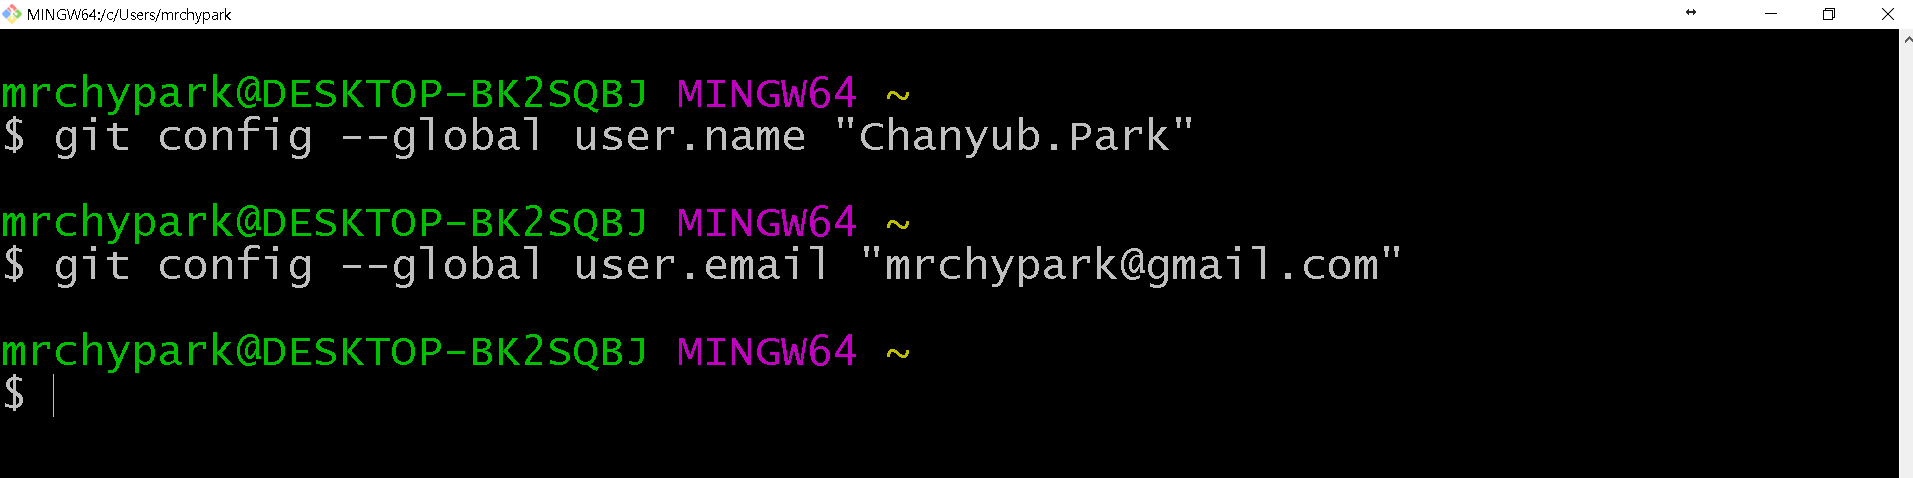 MINGW64:/c/Users/mrchypark
mrchypark@DESKTOP-BK2SQBJ MINGW64 ~
$ git config --global user.name "Chanyub.Park"
mrchypark@DESKTOP-BK2SQBJ MINGW64 ~
$ git config --global user.email "mrchypark@gmail.com"
mrchypark@DESKTOP-BK2SQBJ MINGW64 ~
$